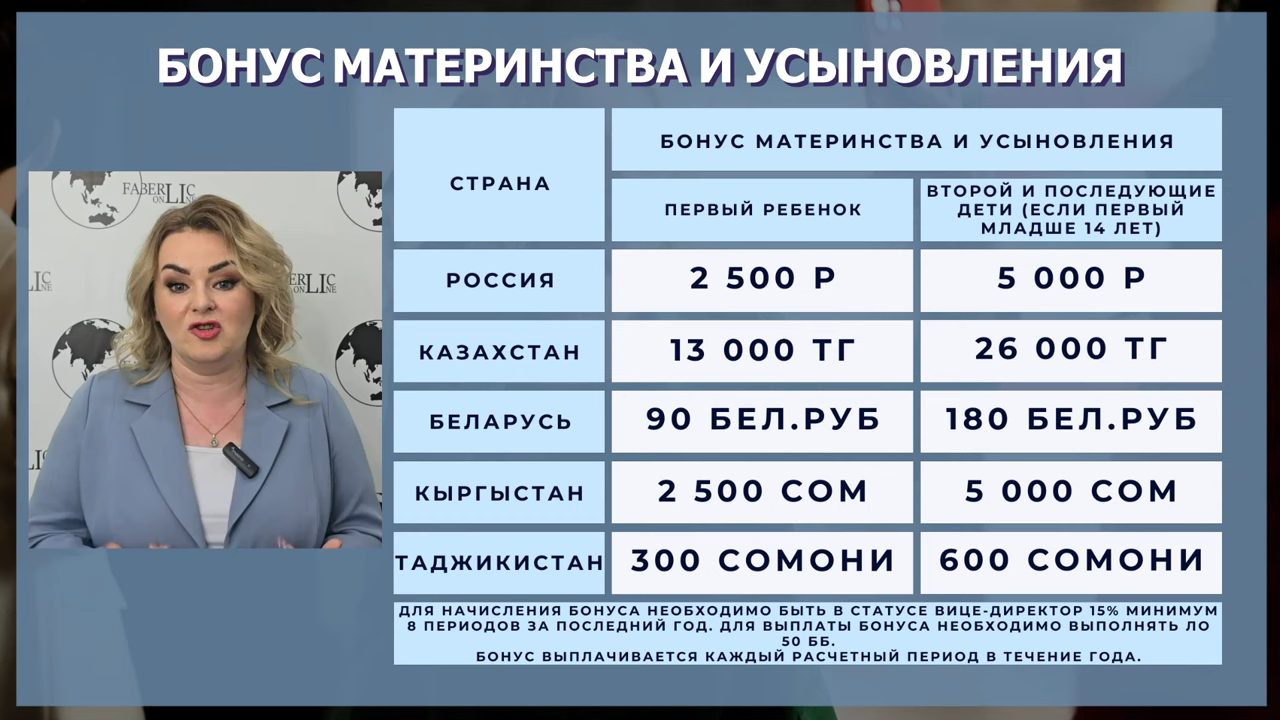 БОНУС МАТЕРИНСТВА И УСЫНОВЛЕНИЯ
СТРАНА
БОНУС МАТЕРИНСТВА И УСЫНОВЛЕНИЯ
ПЕРВЫЙ РЕБЕНОК
ВТОРОЙ И ПОСЛЕДУЮЩИЕ
ДЕТИ (ЕСЛИ ПЕРВЫЙ
МЛАДШЕ 14 ЛЕТ)
РОССИЯ
2 500 Р
5 000 Р
КАЗАХСТАН
13 000 ТГ
26 000 ТГ
БЕЛАРУСЬ
90 БЕЛ.РУБ
180 БЕЛ.РУБ
КЫРГЫСТАН
2 500 СОМ
5 000 СОМ
ТАДЖИКИСТАН
300 СОМОНИ
600 СОМОНИ
ДЛЯ НАЧИСЛЕНИЯ БОНУСА НЕОБХОДИМО БЫТЬ В СТАТУСЕ ВИЦЕ-ДИРЕКТОР 15% МИНИМУМ
8 ПЕРИОДОВ ЗА ПОСЛЕДНИЙ ГОД. ДЛЯ ВЫПЛАТЫ БОНУСА НЕОБХОДИМО ВЫПОЛНЯТЬ ЛО
50 ББ.
БОНУС ВЫПЛАЧИВАЕТСЯ КАЖДЫЙ РАСЧЕТНЫЙ ПЕРИОД В ТЕЧЕНИЕ ГОДА.
FABERLIC
ONLINE